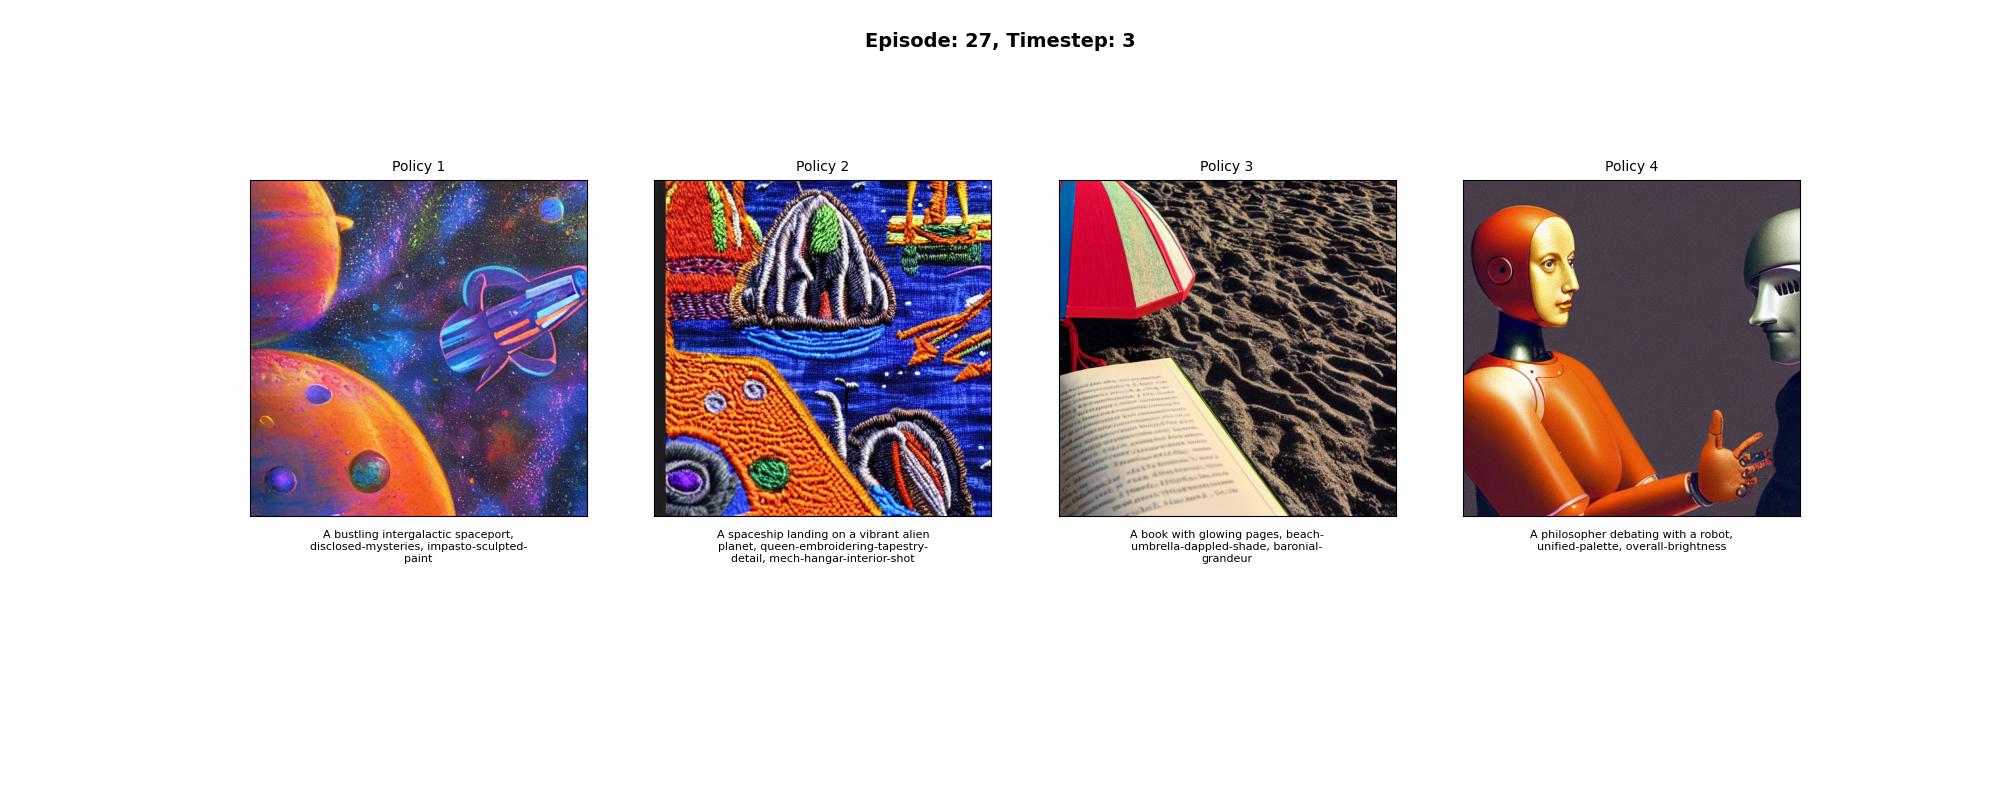 Episode: 27, Timestep: 3
Policy 1
Policy 2
Policy 3
Policy 4
A bustling intergalactic spaceport,
disclosed-mysteries, impasto-sculpted-
paint
A spaceship landing on a vibrant alien
planet, queen-embroidering-tapestry-
detail, mech-hangar-interior-shot
A book with glowing pages, beach-
umbrella-dappled-shade, baronial-
grandeur
A philosopher debating with a robot,
unified-palette, overall-brightness